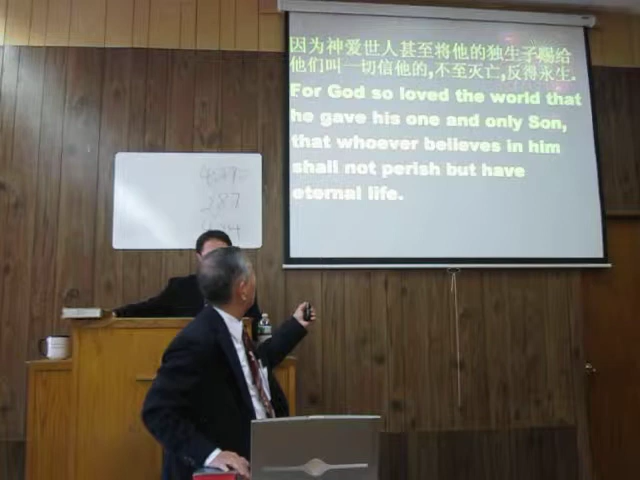 因为神爱世人甚至将他的独生子赐给
他们叫一切信他的,不至灭亡,反得永生.
For God so loved the world that
he gave his one and only Son,
that whoever believes in him
shall not perish but have
eternal life.
287